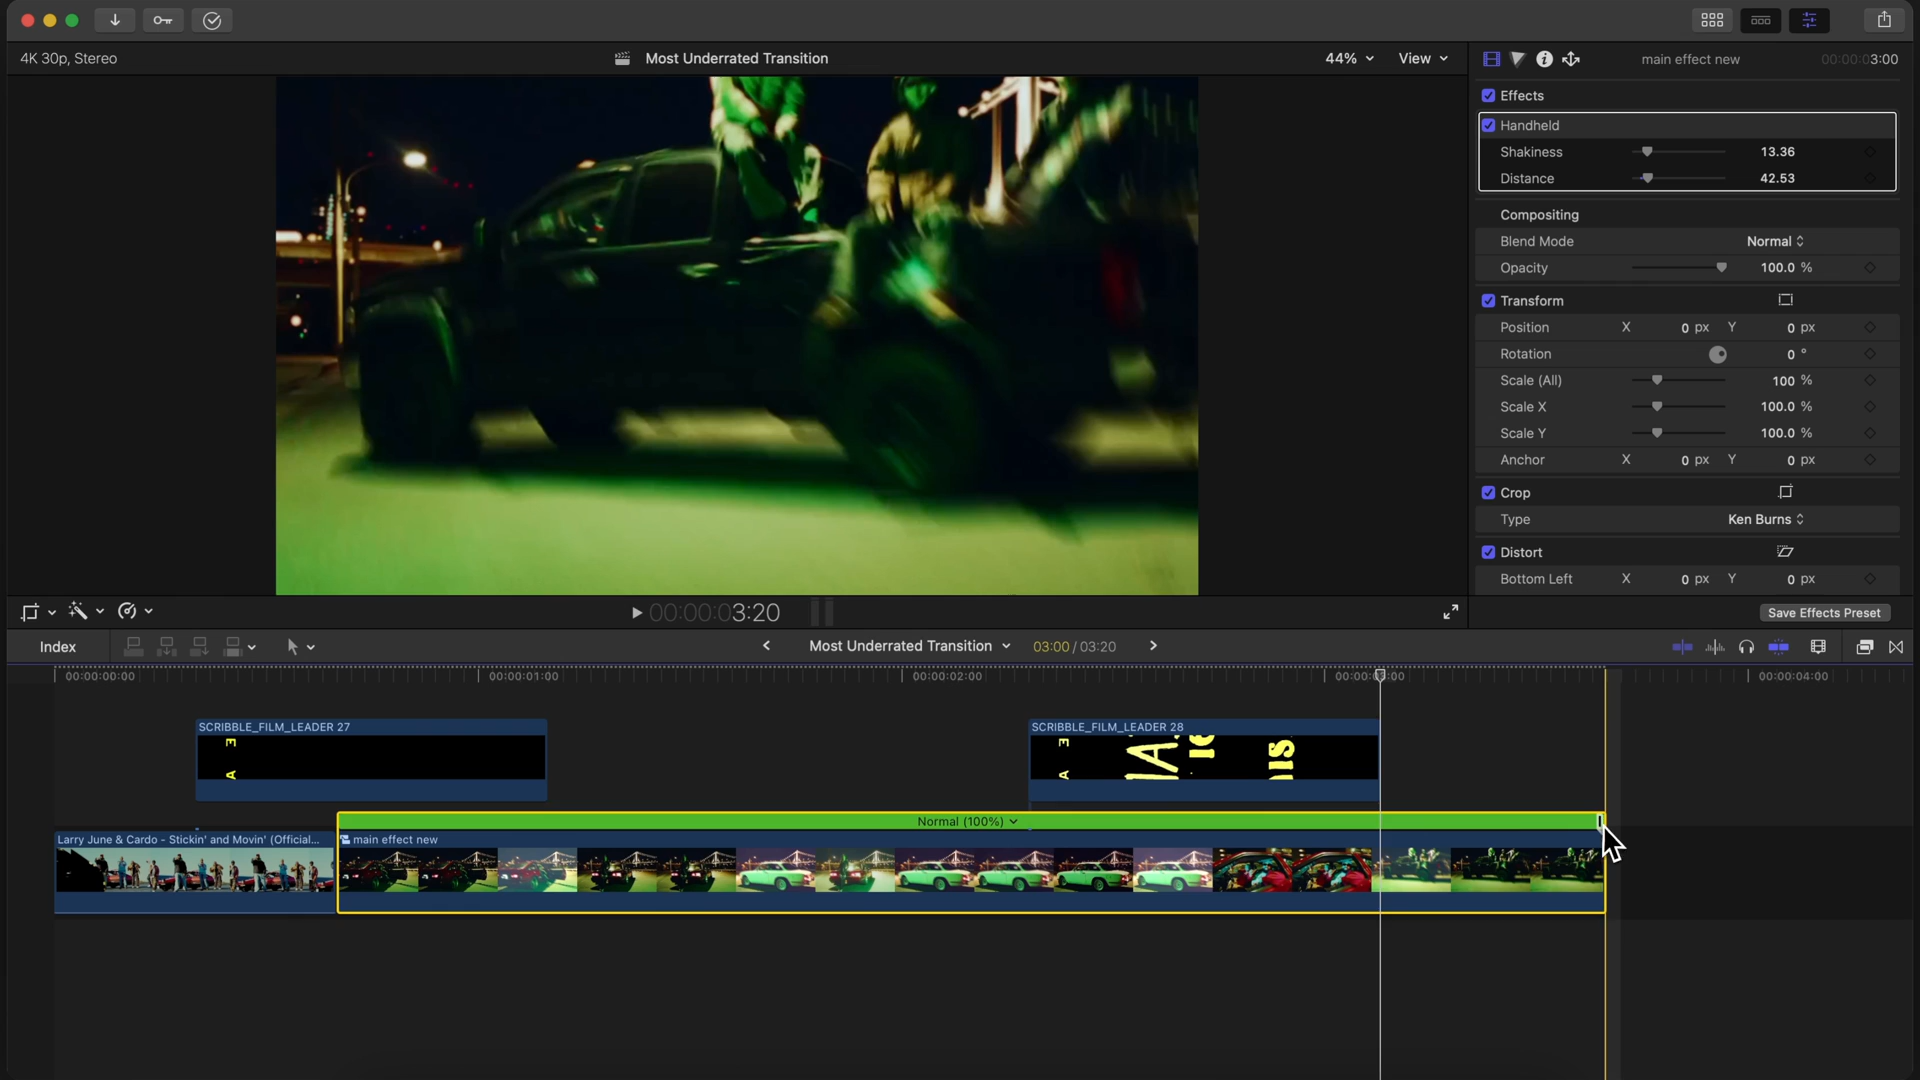 4K 30p, Stereo
Most Underrated Transition
44%
View
main effect new
00:00:03:00
Effects
Handheld
Shakiness 13.36
Distance 42.53
Compositing
Blend Mode Normal
Opacity 100.0 %
Transform
Position X 0 px Y 0 px
Rotation 0 °
Scale (All) 100 %
Scale X 100.0 %
Scale Y 100.0 %
Anchor X 0 px Y 0 px
Crop
Type Ken Burns
Distort
Bottom Left X 0 px Y 0 px
00:00:03:20
Save Effects Preset
Index
Most Underrated Transition
03:00 / 03:20
00:00:00:00
00:00:01:00
00:00:02:00
00:00:03:00
00:00:04:00
SCRIBBLE_FILM_LEADER 27
SCRIBBLE_FILM_LEADER 28
Normal (100%)
Larry June & Cardo - Stickin' and Movin' (Official...
main effect new